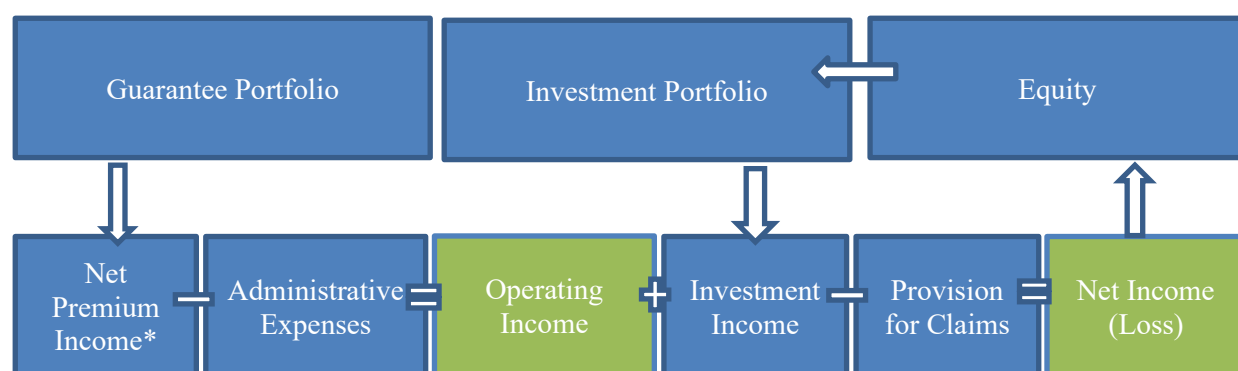 Guarantee Portfolio
Investment Portfolio
Equity
Net
Premium
Income*
−
Administrative
Expenses
=
Operating
Income
+
Investment
Income
−
Provision
for Claims
=
Net Income
(Loss)